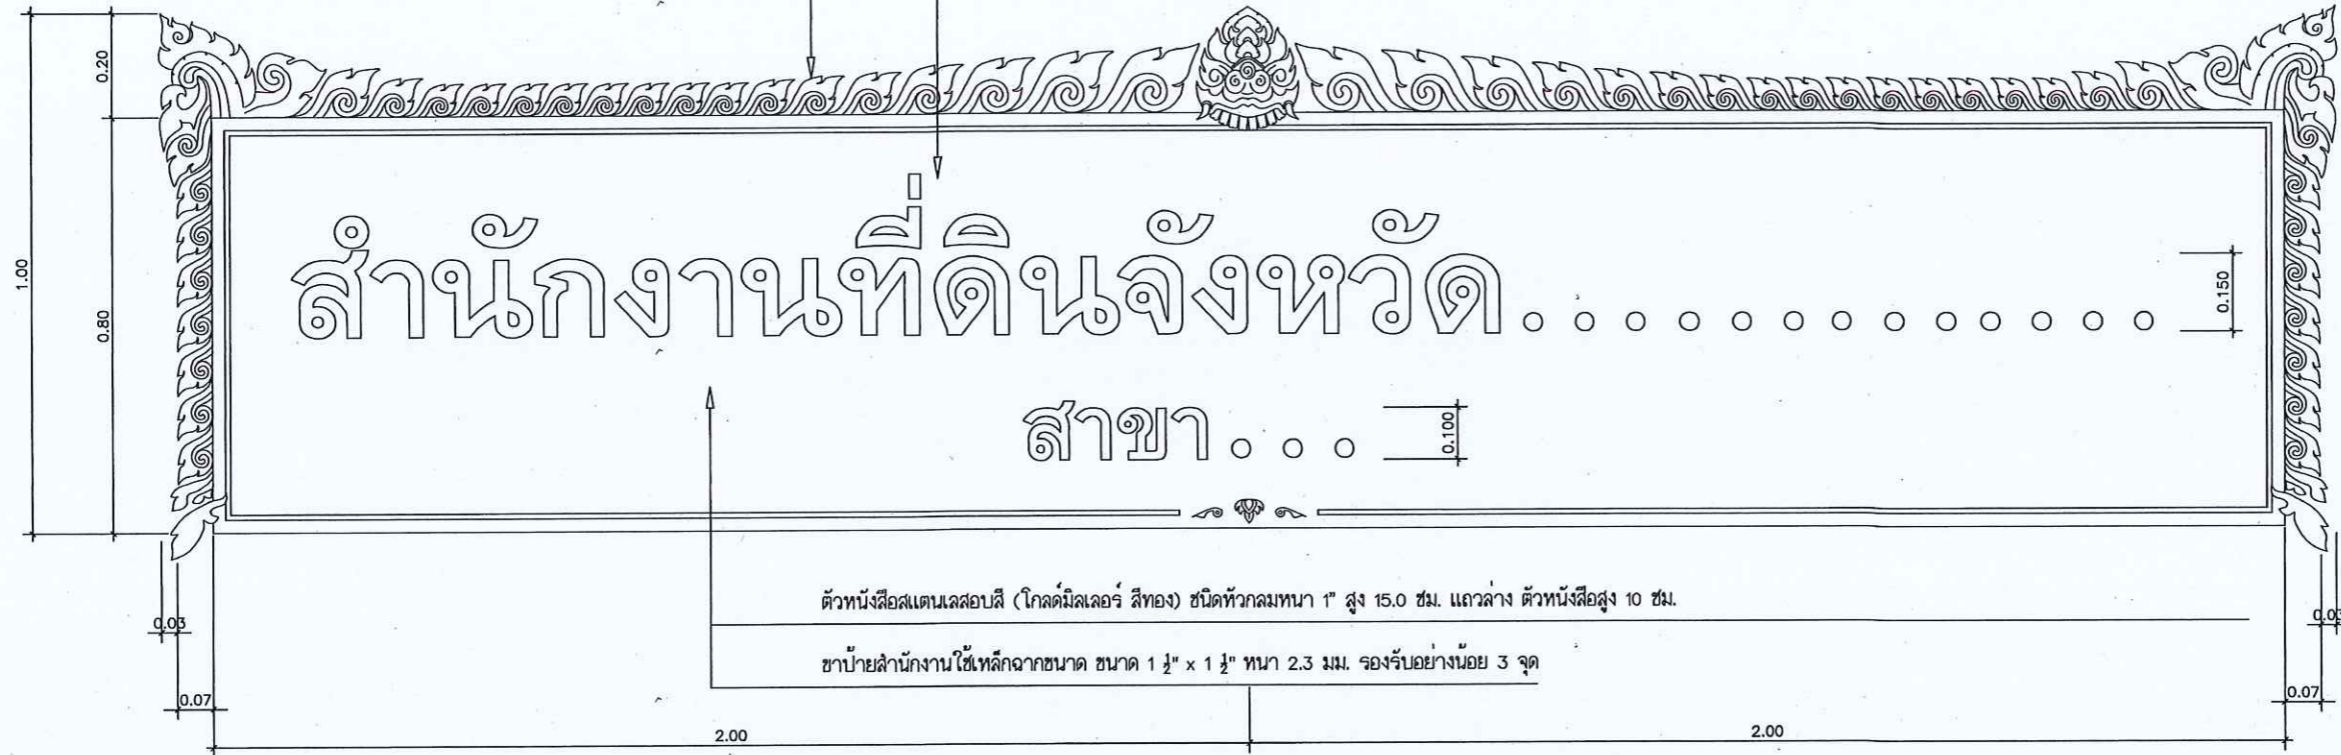 0.20
1.00
0.80
สำนักงานที่ดินจังหวัด.............
0.150
สาขา...
0.100
ตัวหนังสือสแตนเลสอบสี (โกลด์มิลเลอร์ สีทอง) ชนิดหัวกลมหนา 1" สูง 15.0 ซม. แถวล่าง ตัวหนังสือสูง 10 ซม.
0.03
0.03
ขาป้ายสำนักงานใช้เหล็กฉากขนาด ขนาด 1 ½" x 1 ½" หนา 2.3 มม. รองรับอย่างน้อย 3 จุด
0.07
0.07
2.00
2.00